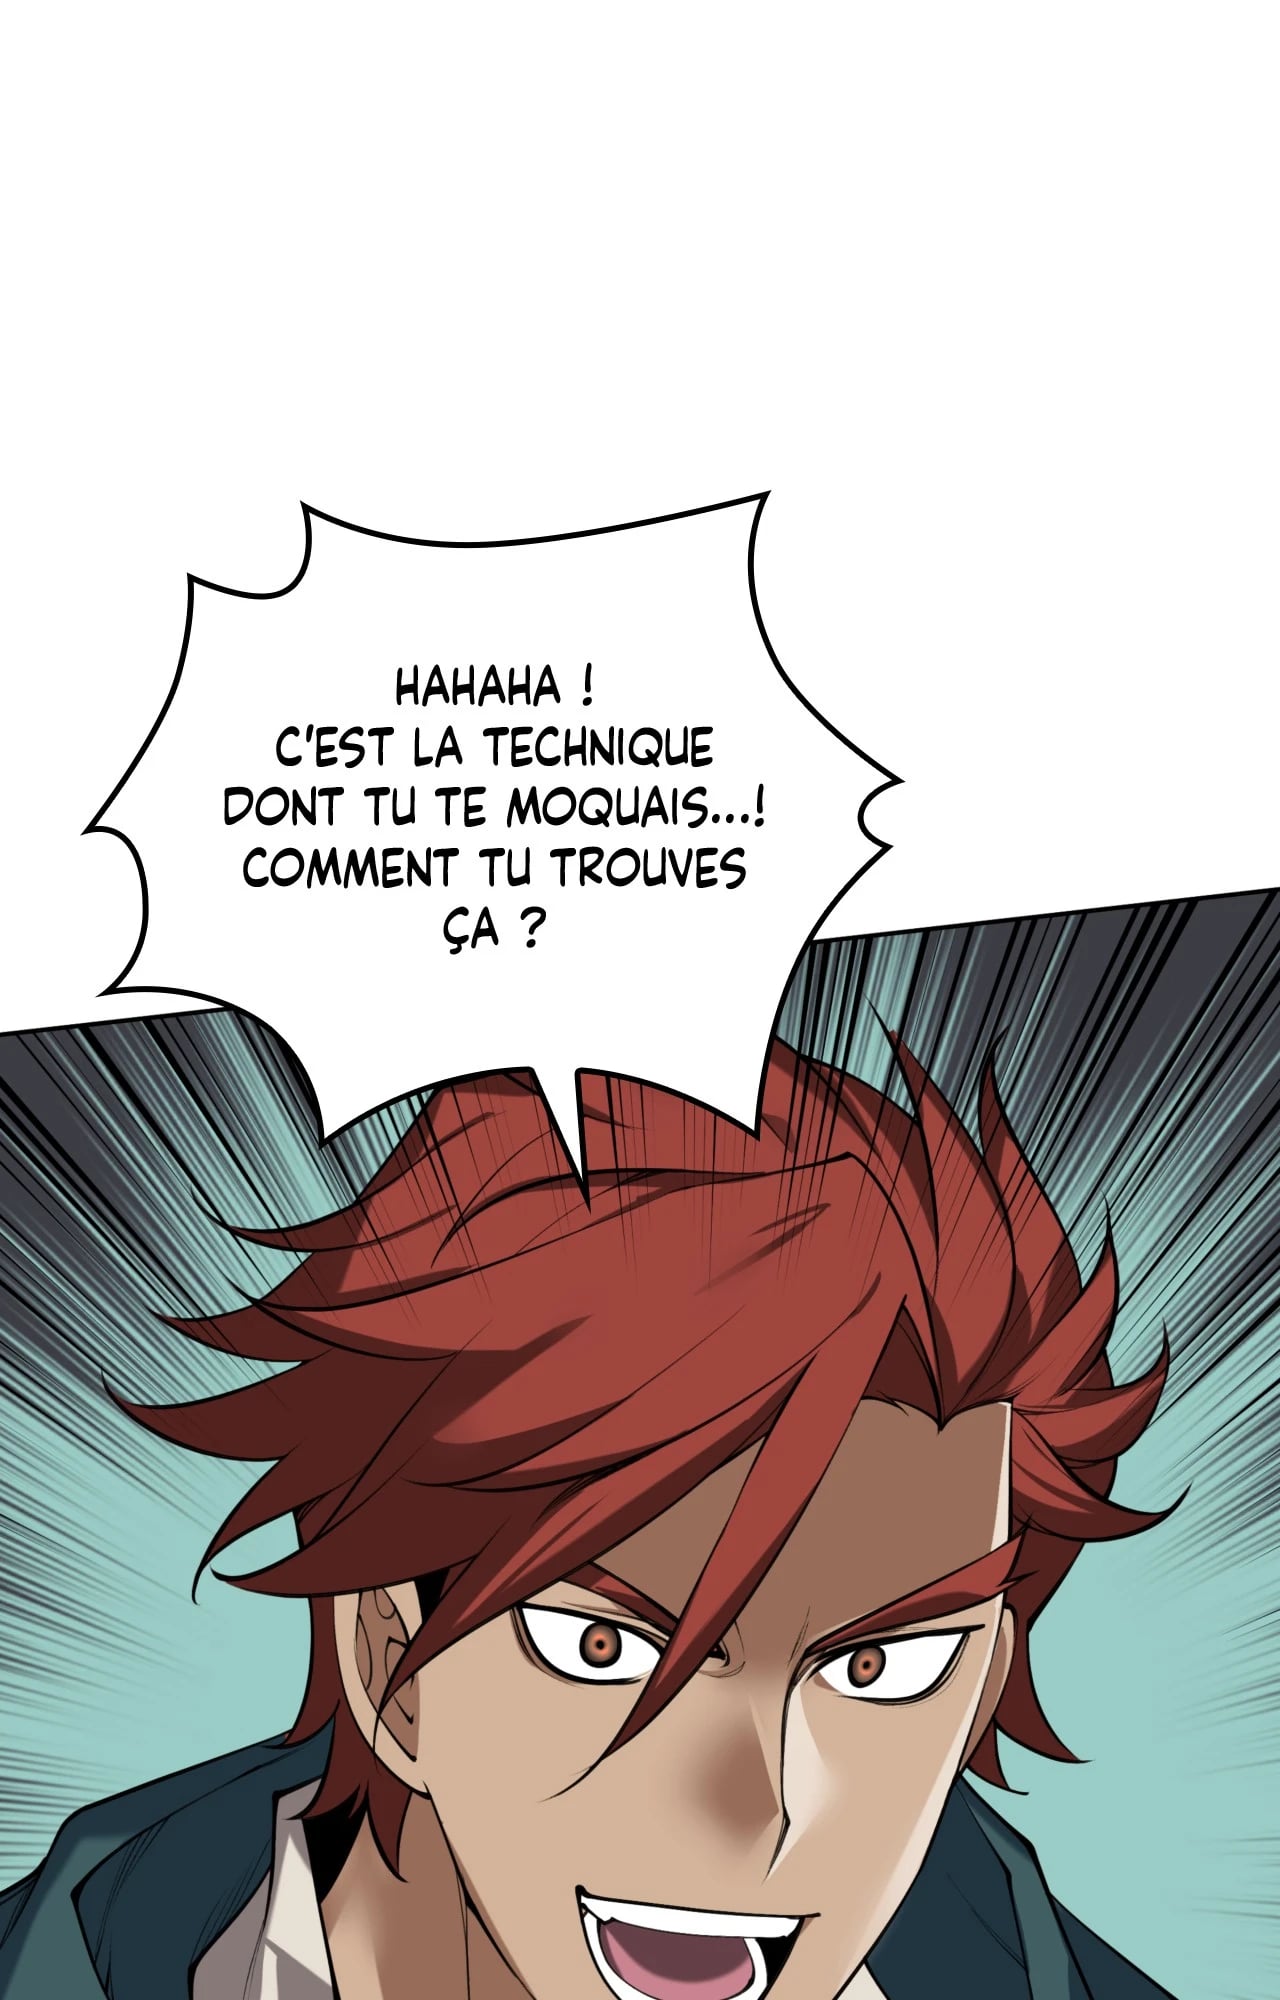 HAHAHA !
C'EST LA TECHNIQUE
DONT TU TE MOQUAIS...!
COMMENT TU TROUVES
ÇA ?